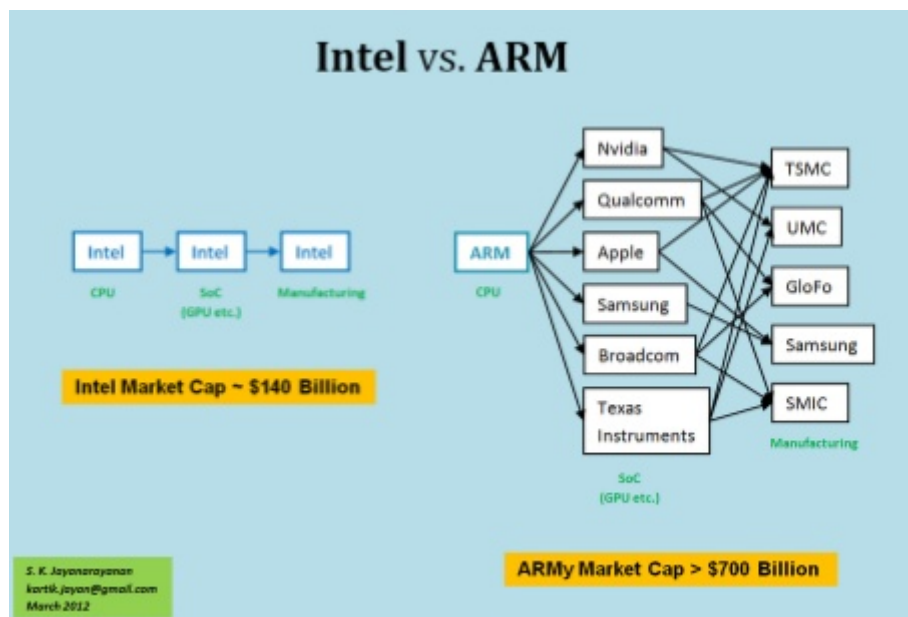 Intel vs. ARM
Intel
Intel
Intel
CPU
SoC
(GPU etc.)
Manufacturing
Intel Market Cap ~ $140 Billion
ARM
CPU
Nvidia
Qualcomm
Apple
Samsung
Broadcom
Texas
Instruments
SoC
(GPU etc.)
TSMC
UMC
GloFo
Samsung
SMIC
Manufacturing
ARMy Market Cap > $700 Billion
S. K. Jayanarayanan
kartik.jayan@gmail.com
March 2012